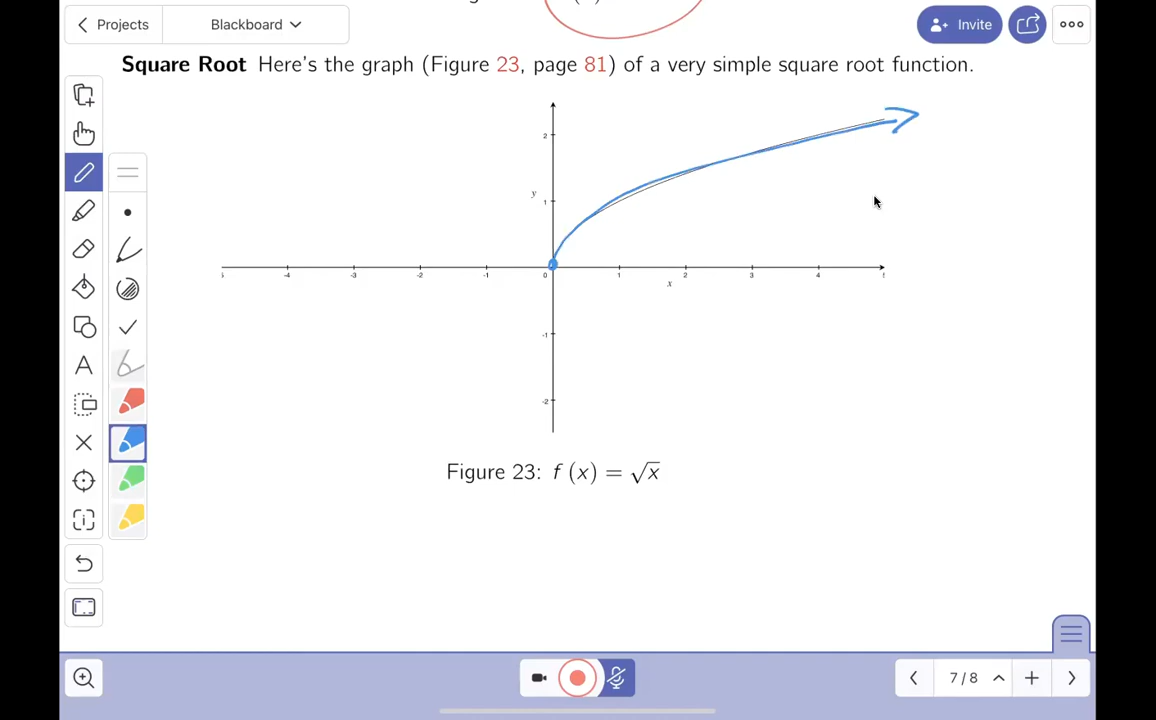 Projects
Blackboard
Invite
Square Root Here's the graph (Figure 23, page 81) of a very simple square root function.
2
y
1
-4 -3 -2 -1 0 1 2 3 4
x
-1
-2
Figure 23: f (x) = √x
A
7 / 8